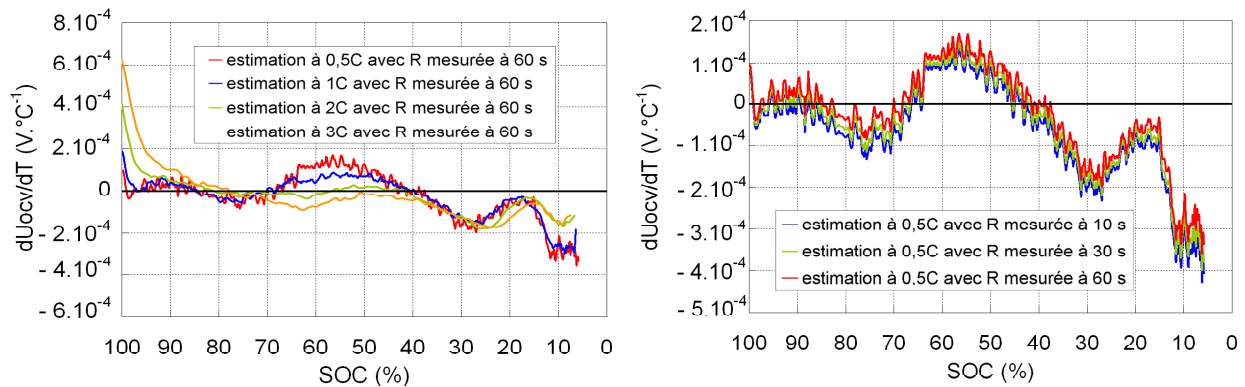 8.10⁻⁴
6.10⁻⁴
4.10⁻⁴
2.10⁻⁴
0
- 2.10⁻⁴
- 4.10⁻⁴
- 6.10⁻⁴
dUocv/dT (V.°C⁻¹)
estimation à 0,5C avec R mesurée à 60 s
estimation à 1C avec R mesurée à 60 s
estimation à 2C avec R mesurée à 60 s
estimation à 3C avec R mesurée à 60 s
100 90 80 70 60 50 40 30 20 10 0
SOC (%)
2.10⁻⁴
1.10⁻⁴
0
- 1.10⁻⁴
- 2.10⁻⁴
- 3.10⁻⁴
- 4.10⁻⁴
- 5.10⁻⁴
dUocv/dT (V.°C⁻¹)
estimation à 0,5C avec R mesurée à 10 s
estimation à 0,5C avec R mesurée à 30 s
estimation à 0.5C avec R mesurée à 60 s
100 90 80 70 60 50 40 30 20 10 0
SOC (%)